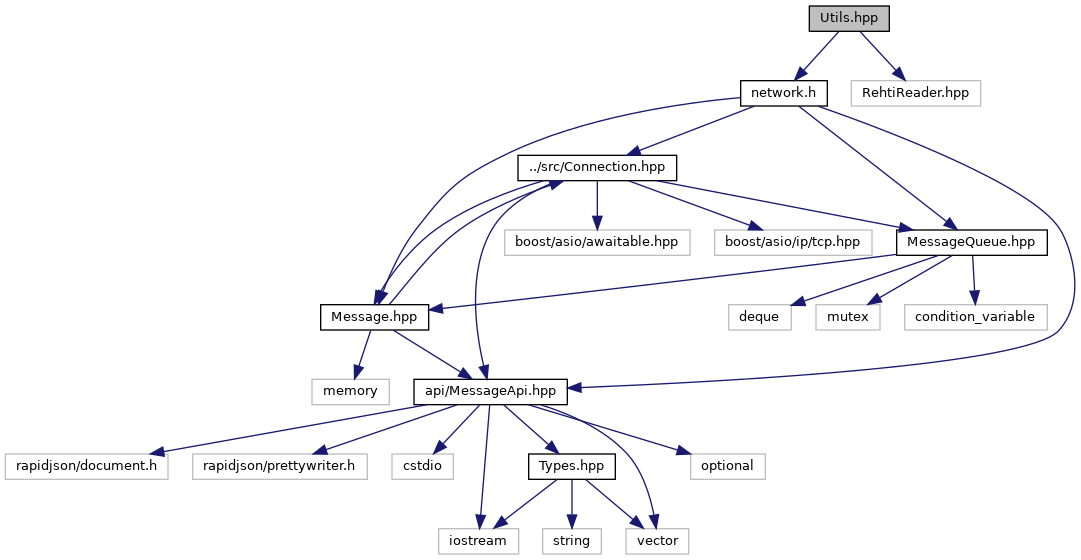 Utils.hpp
network.h
RehtiReader.hpp
../src/Connection.hpp
boost/asio/awaitable.hpp
boost/asio/ip/tcp.hpp
MessageQueue.hpp
Message.hpp
deque
mutex
condition_variable
memory
api/MessageApi.hpp
rapidjson/document.h
rapidjson/prettywriter.h
cstdio
Types.hpp
optional
iostream
string
vector